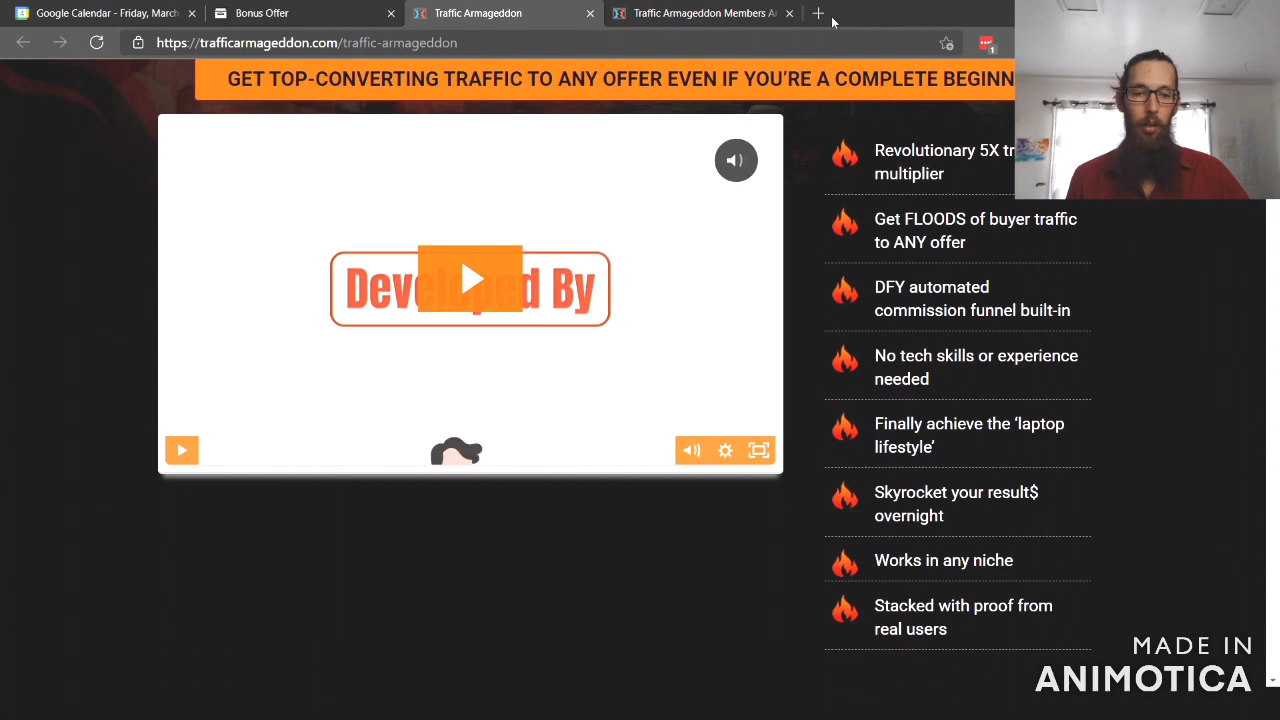 Google Calendar - Friday, March
Bonus Offer
Traffic Armageddon
Traffic Armageddon Members A
https://trafficarmageddon.com/traffic-armageddon
1
GET TOP-CONVERTING TRAFFIC TO ANY OFFER EVEN IF YOU'RE A COMPLETE BEGINN
Developed By
Revolutionary 5X tr
multiplier
Get FLOODS of buyer traffic
to ANY offer
DFY automated
commission funnel built-in
No tech skills or experience
needed
Finally achieve the 'laptop
lifestyle'
Skyrocket your result$
overnight
Works in any niche
Stacked with proof from
real users
MADE IN
ANIMOTICA